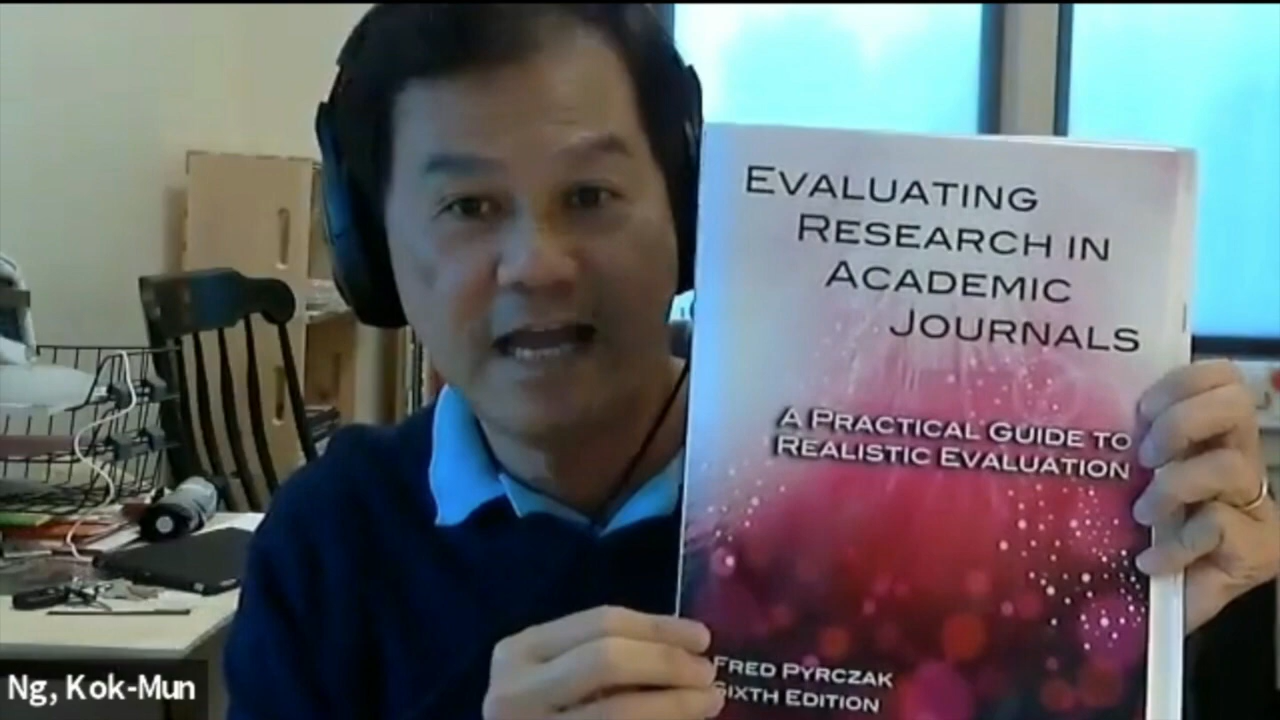 EVALUATING
RESEARCH IN
ACADEMIC
JOURNALS
A PRACTICAL GUIDE TO
REALISTIC EVALUATION
FRED PYRCZAK
SIXTH EDITION
Ng, Kok-Mun